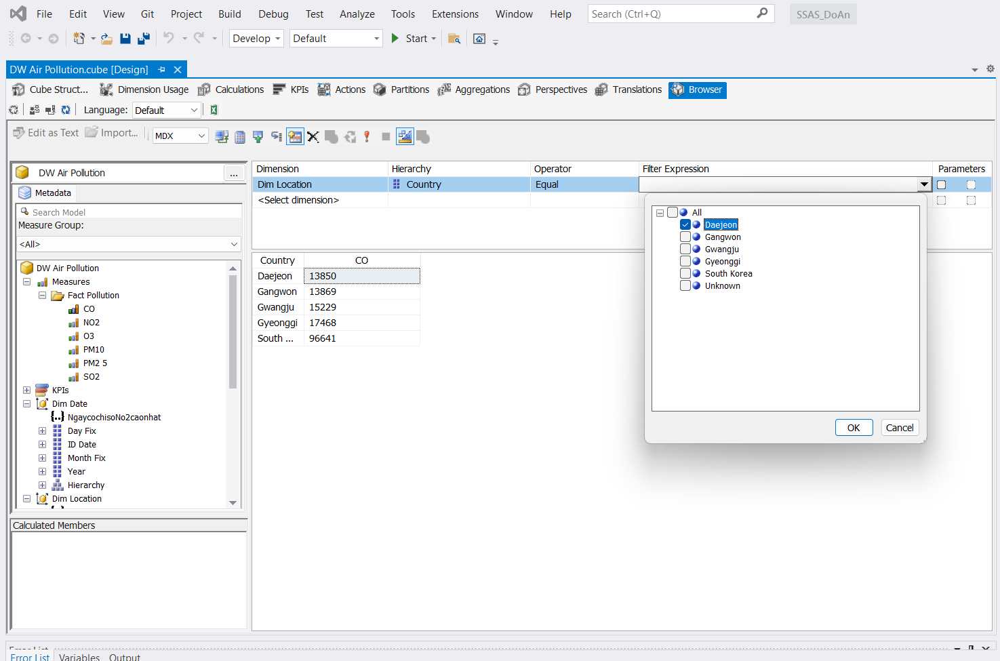 File Edit View Git Project Build Debug Test Analyze Tools Extensions Window Help Search (Ctrl+Q) SSAS_DoAn
Develop Default Start
DW Air Pollution.cube [Design]
Cube Struct... Dimension Usage Calculations KPIs Actions Partitions Aggregations Perspectives Translations Browser
Language: Default
Edit as Text Import... MDX
DW Air Pollution ...
Metadata
Search Model
Measure Group:
<All>
DW Air Pollution
Measures
Fact Pollution
CO
NO2
O3
PM10
PM2 5
SO2
KPIs
Dim Date
NgaycochisoNo2caonhat
Day Fix
ID Date
Month Fix
Year
Hierarchy
Dim Location
Calculated Members
Dimension Hierarchy Operator Filter Expression Parameters
Dim Location Country Equal
<Select dimension>
Country CO
Daejeon 13850
Gangwon 13869
Gwangju 15229
Gyeonggi 17468
South ... 96641
All
Daejeon
Gangwon
Gwangju
Gyeonggi
South Korea
Unknown
OK Cancel
Error List
Error List Variables Output